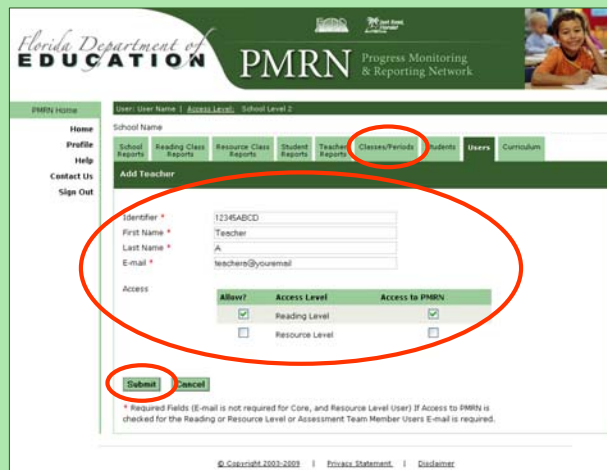 Florida Department of
EDUCATION
PMRN
Progress Monitoring
& Reporting Network
Just Read,
Florida!
PMRN Home
Home
Profile
Help
Contact Us
Sign Out
User: User Name | Access Level: School Level 2
School Name
School Reports Reading Class Reports Resource Class Reports Student Reports Teacher Reports Classes/Periods Students Users Curriculum
Add Teacher
Identifier * 12345ABCD
First Name * Teacher
Last Name * A
E-mail * teachera@youremail
Access
Allow? Access Level Access to PMRN
Reading Level
Resource Level
Submit Cancel
* Required Fields (E-mail is not required for Core, and Resource Level User) If Access to PMRN is
checked for the Reading or Resource Level or Assessment Team Member Users E-mail is required.
© Copyright 2003-2009 | Privacy Statement | Disclaimer